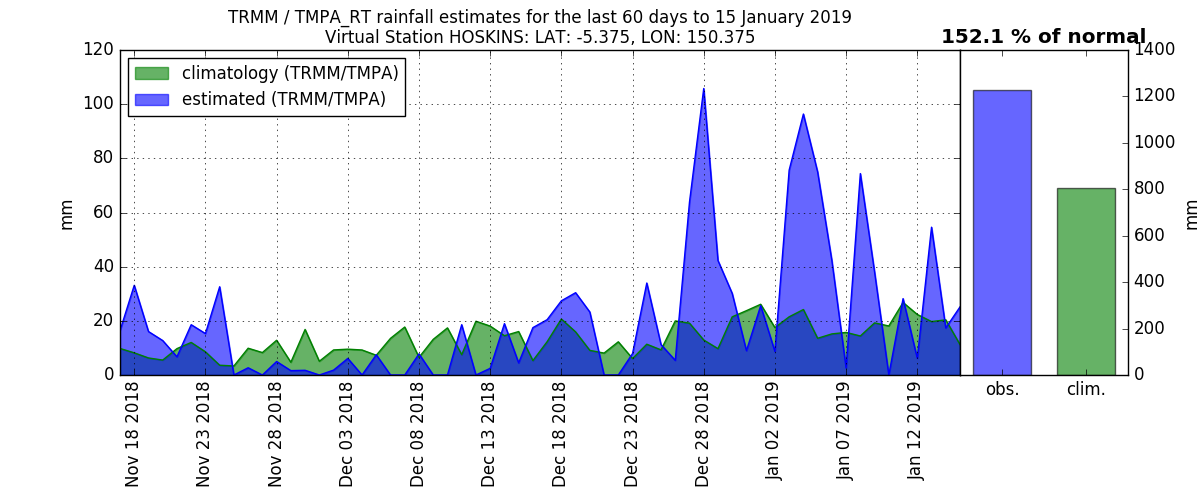 TRMM / TMPA_RT rainfall estimates for the last 60 days to 15 January 2019
Virtual Station HOSKINS: LAT: -5.375, LON: 150.375
152.1 % of normal
climatology (TRMM/TMPA)
estimated (TRMM/TMPA)
mm
120
100
80
60
40
20
0
Nov 18 2018
Nov 23 2018
Nov 28 2018
Dec 03 2018
Dec 08 2018
Dec 13 2018
Dec 18 2018
Dec 23 2018
Dec 28 2018
Jan 02 2019
Jan 07 2019
Jan 12 2019
obs.
clim.
1400
1200
1000
800
600
400
200
0
mm